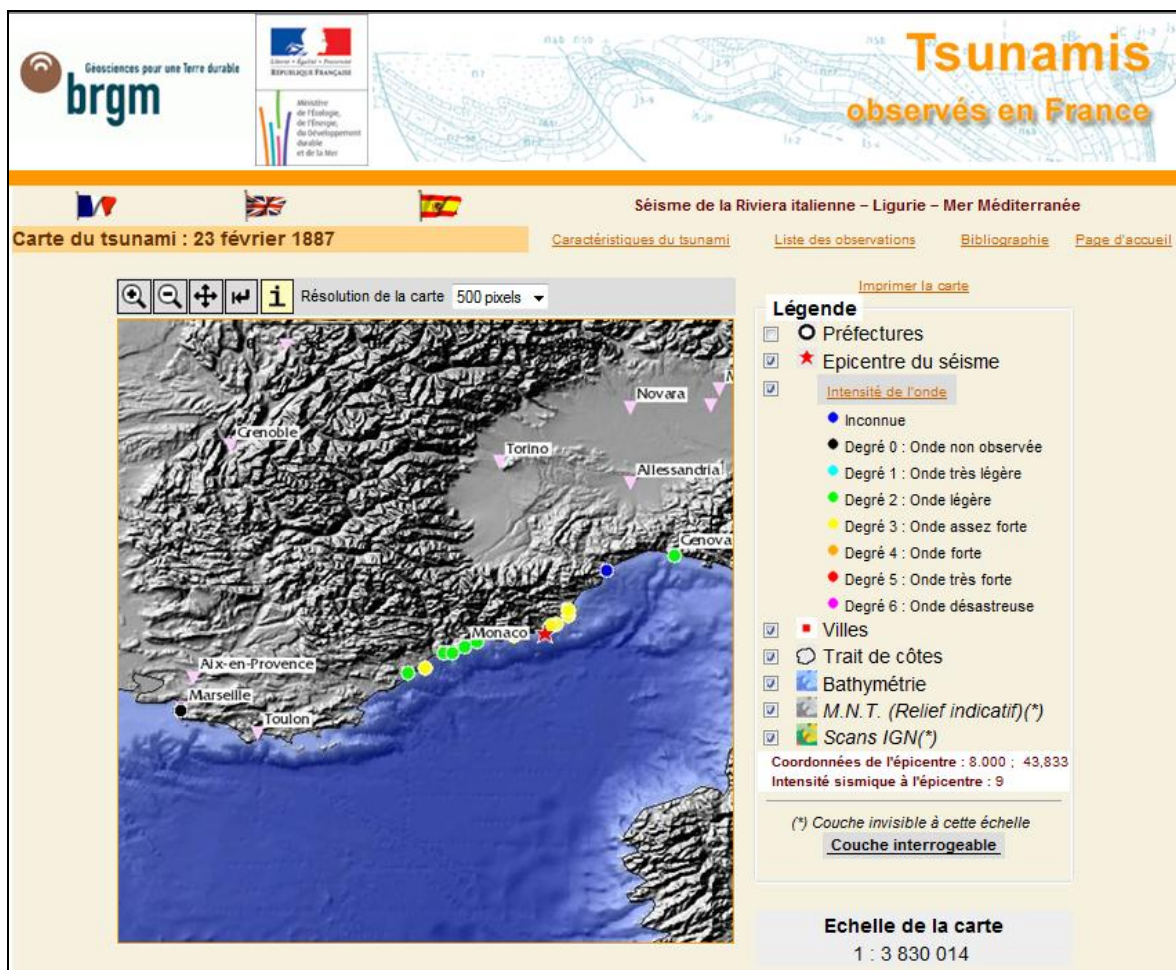 Géosciences pour une Terre durable
brgm
Liberté • Égalité • Fraternité
RÉPUBLIQUE FRANÇAISE
Ministère
de l'Écologie,
de l'Énergie,
du Développement
durable
et de la Mer
Tsunamis
observés en France
Séisme de la Riviera italienne – Ligurie – Mer Méditerranée
Carte du tsunami : 23 février 1887
Caractéristiques du tsunami
Liste des observations
Bibliographie
Page d'accueil
Résolution de la carte 500 pixels
Imprimer la carte
Légende
Préfectures
Epicentre du séisme
Intensité de l'onde
Inconnue
Degré 0 : Onde non observée
Degré 1 : Onde très légère
Degré 2 : Onde légère
Degré 3 : Onde assez forte
Degré 4 : Onde forte
Degré 5 : Onde très forte
Degré 6 : Onde désastreuse
Villes
Trait de côtes
Bathymétrie
M.N.T. (Relief indicatif)(*)
Scans IGN(*)
Coordonnées de l'épicentre : 8.000 ; 43,833
Intensité sismique à l'épicentre : 9
(*) Couche invisible à cette échelle
Couche interrogeable
Echelle de la carte
1 : 3 830 014
Novara
Grenoble
Torino
Allessandria
Genova
Monaco
Aix-en-Provence
Marseille
Toulon